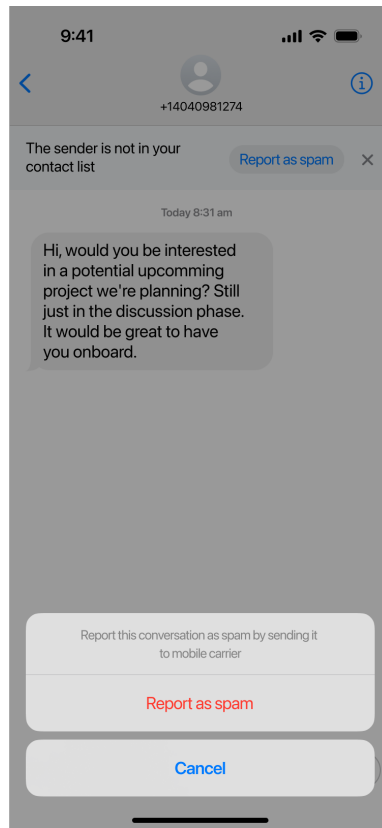 9:41
+14040981274
The sender is not in your
contact list
Report as spam
Today 8:31 am
Hi, would you be interested
in a potential upcomming
project we're planning? Still
just in the discussion phase.
It would be great to have
you onboard.
Report this conversation as spam by sending it
to mobile carrier
Report as spam
Cancel